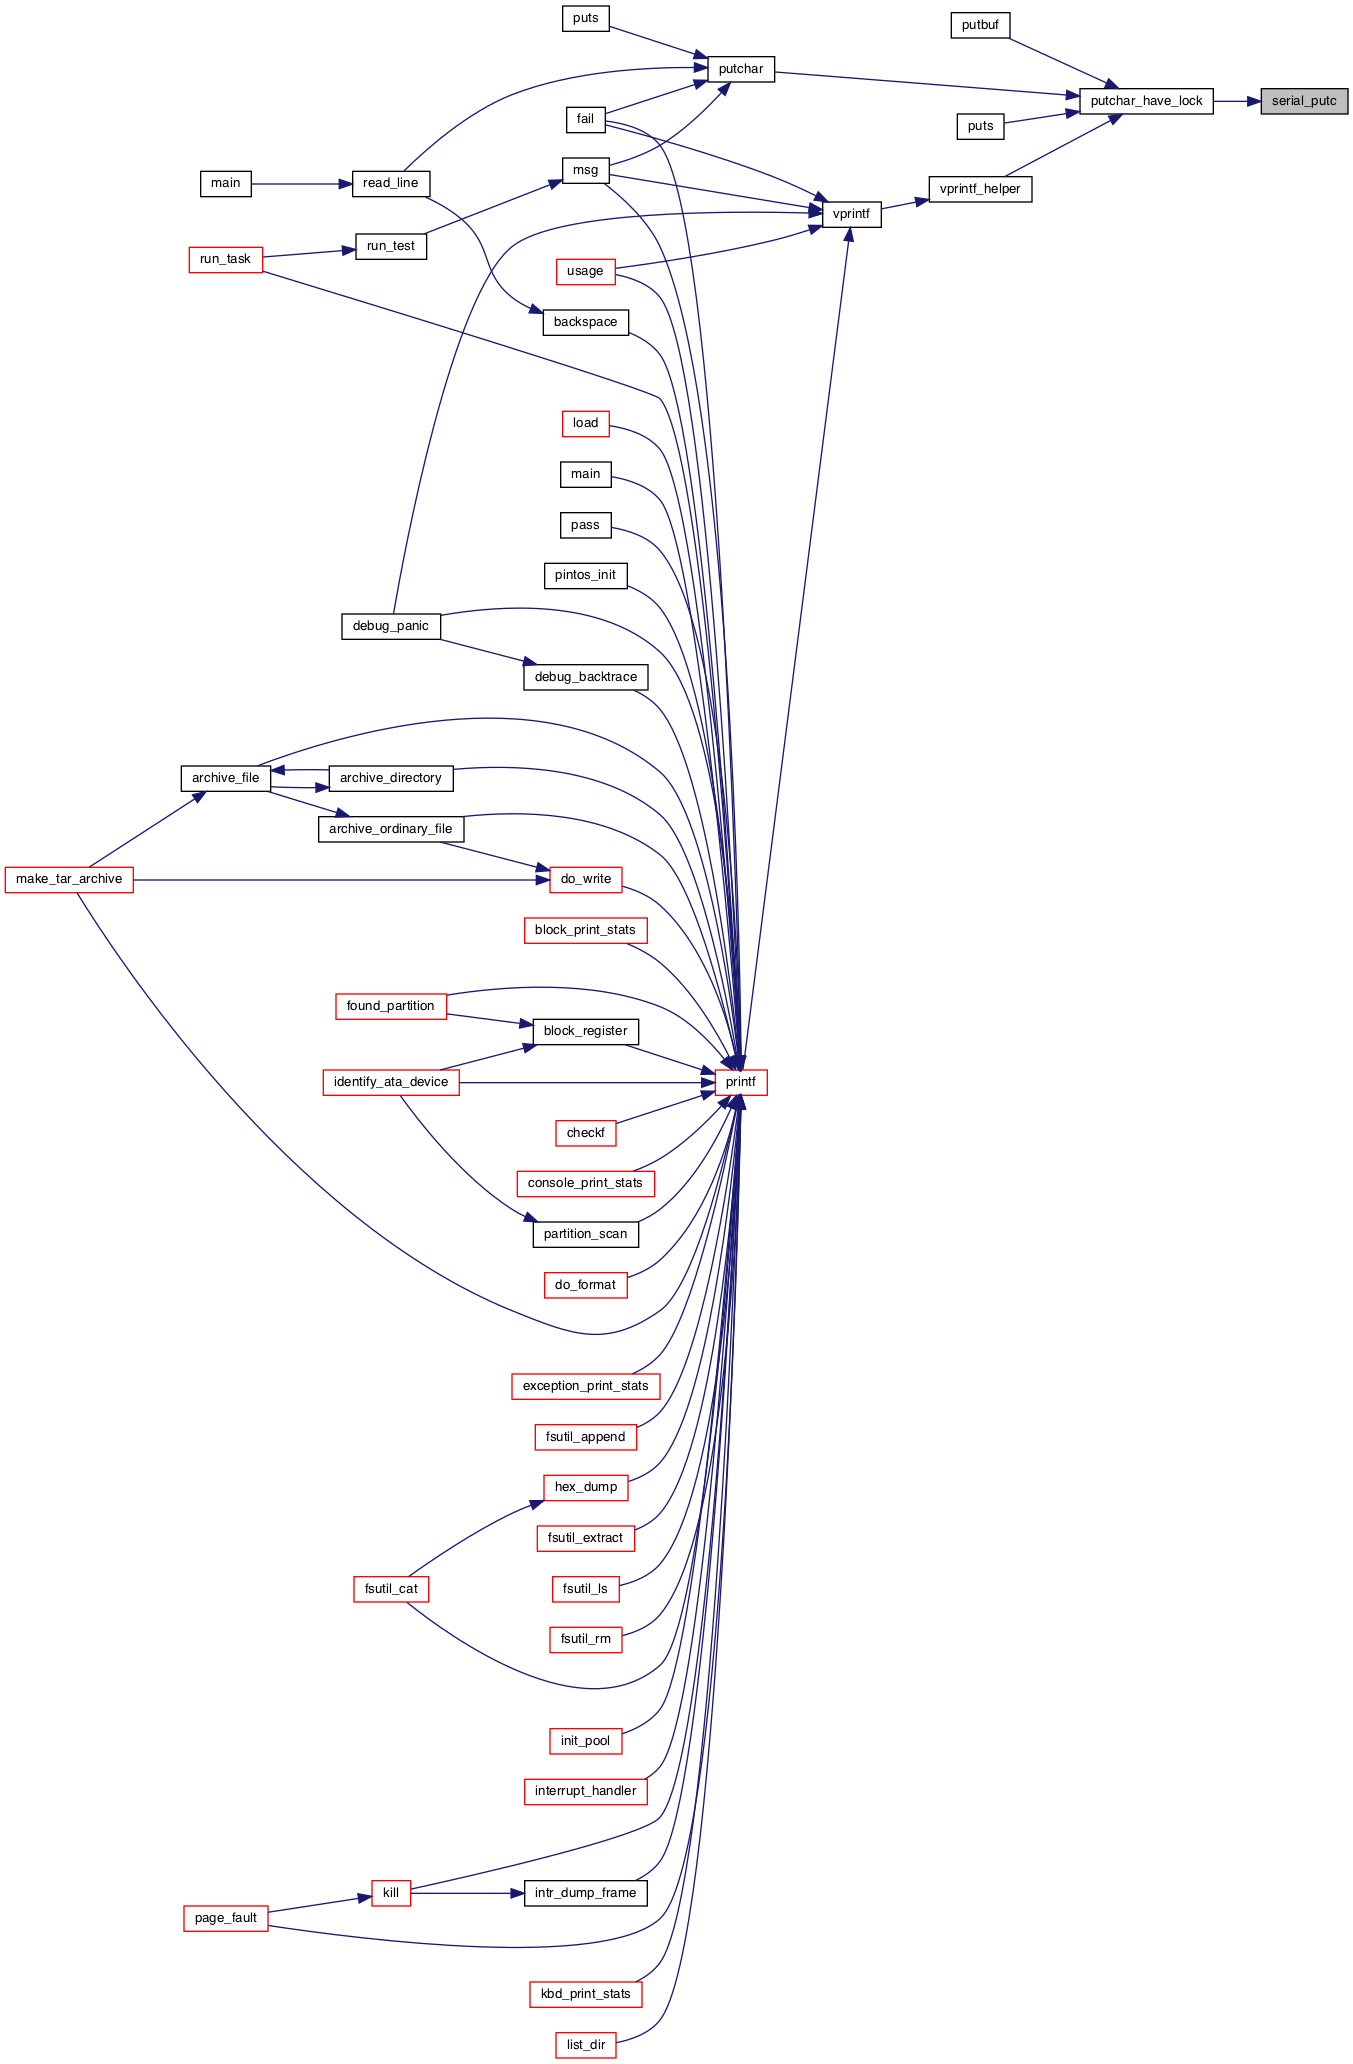 puts
putbuf
putchar
putchar_have_lock
serial_putc
fail
puts
msg
main
read_line
vprintf_helper
vprintf
run_test
run_task
usage
backspace
load
main
pass
pintos_init
debug_panic
debug_backtrace
archive_file
archive_directory
archive_ordinary_file
make_tar_archive
do_write
block_print_stats
found_partition
block_register
identify_ata_device
printf
checkf
console_print_stats
partition_scan
do_format
exception_print_stats
fsutil_append
hex_dump
fsutil_extract
fsutil_cat
fsutil_ls
fsutil_rm
init_pool
interrupt_handler
kill
intr_dump_frame
page_fault
kbd_print_stats
list_dir